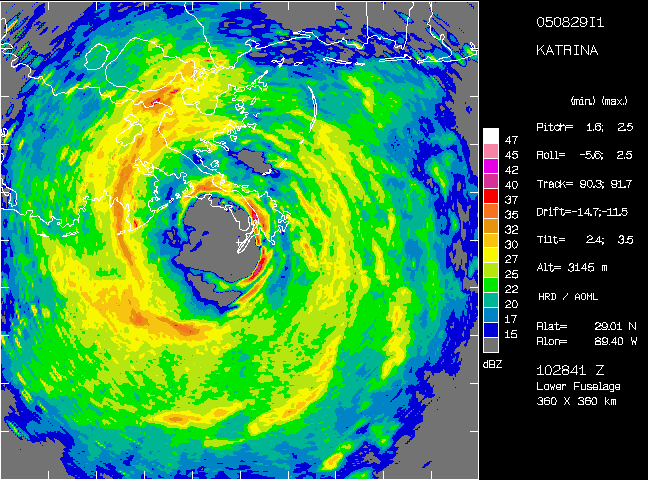 050829I1
KATRINA
(min.) (max.)
Pitch= 1.6; 2.5
Roll= -5.6; 2.5
Track= 90.3; 91.7
Drift=-14.7;-11.5
Tilt= 2.4; 3.5
Alt= 3145 m
HRD / AOML
Rlat= 29.01 N
Rlon= 89.40 W
102841 Z
Lower Fuselage
360 X 360 km
47
45
42
40
37
35
32
30
27
25
22
20
17
15
dBZ